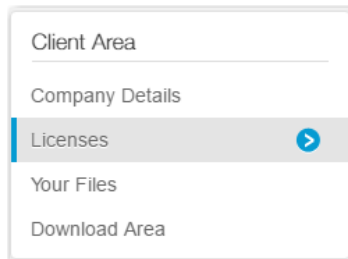 Client Area
Company Details
Licenses
Your Files
Download Area